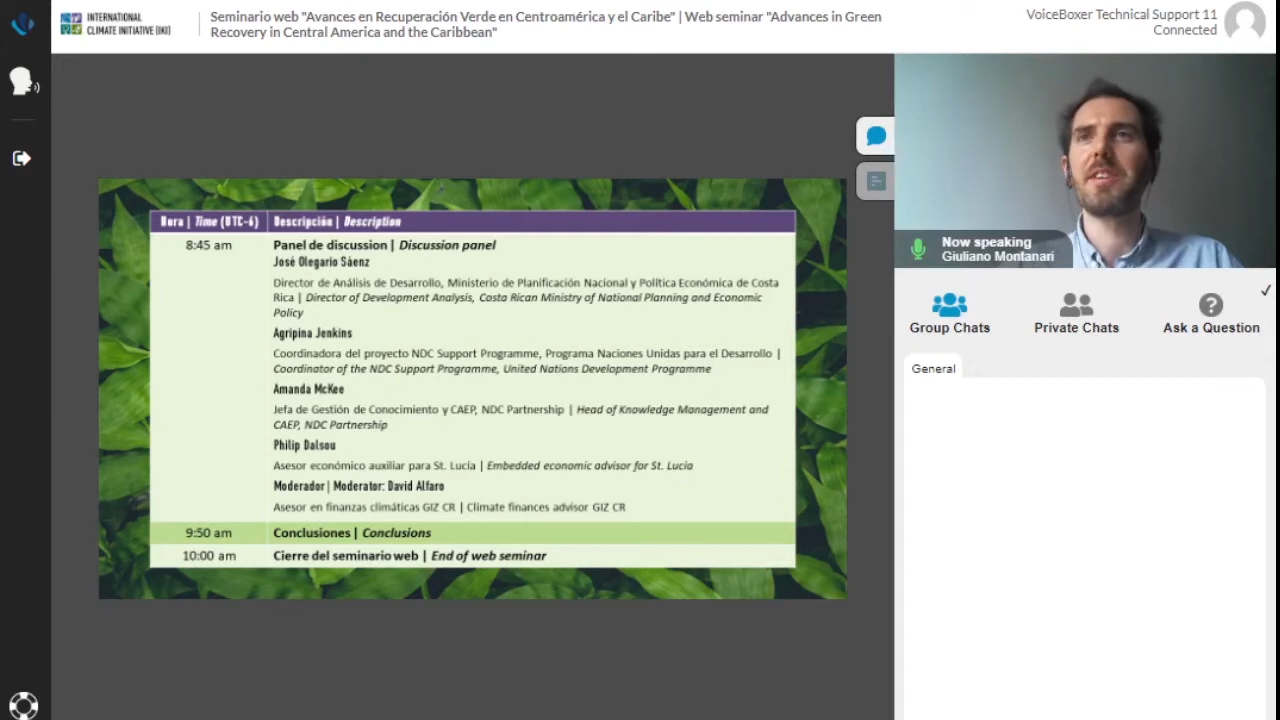 INTERNATIONAL
CLIMATE INITIATIVE (IKI)
Seminario web "Avances en Recuperación Verde en Centroamérica y el Caribe" | Web seminar "Advances in Green
Recovery in Central America and the Caribbean"
VoiceBoxer Technical Support 11
Connected
Hora | Time (UTC-6) Descripción | Description
8:45 am Panel de discussion | Discussion panel
José Olegario Sáenz
Director de Análisis de Desarrollo, Ministerio de Planificación Nacional y Política Económica de Costa
Rica | Director of Development Analysis, Costa Rican Ministry of National Planning and Economic
Policy
Agripina Jenkins
Coordinadora del proyecto NDC Support Programme, Programa Naciones Unidas para el Desarrollo |
Coordinator of the NDC Support Programme, United Nations Development Programme
Amanda McKee
Jefa de Gestión de Conocimiento y CAEP, NDC Partnership | Head of Knowledge Management and
CAEP, NDC Partnership
Philip Dalsou
Asesor económico auxiliar para St. Lucía | Embedded economic advisor for St. Lucia
Moderador | Moderator: David Alfaro
Asesor en finanzas climáticas GIZ CR | Climate finances advisor GIZ CR
9:50 am Conclusiones | Conclusions
10:00 am Cierre del seminario web | End of web seminar
Now speaking
Giuliano Montanari
Group Chats
Private Chats
Ask a Question
General